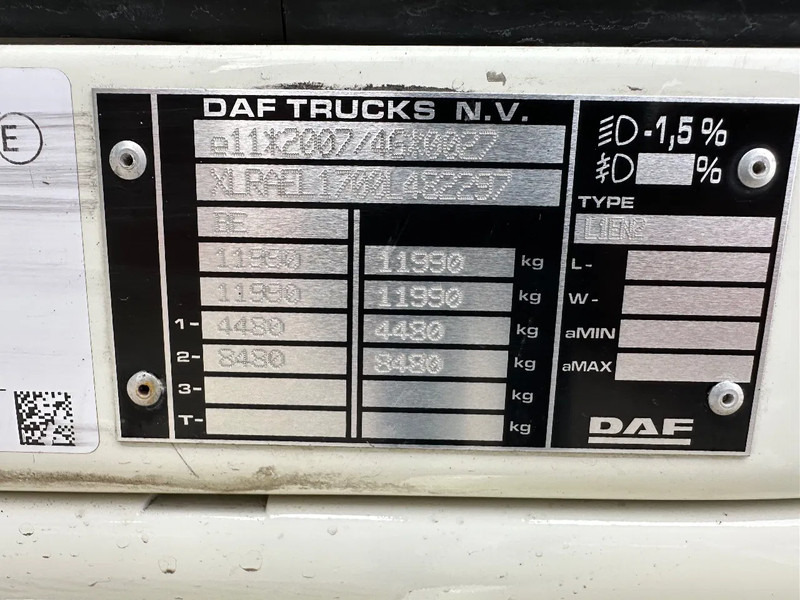 E
DAF TRUCKS N.V.
e11*2007/46*0027
XLRAEL1700L482297
BE
11990 11990 kg
11990 11990 kg
1- 4480 4480 kg
2- 8480 8480 kg
3- kg
T- kg
-1,5%
%
TYPE
L1EN2
L-
W-
aMIN
aMAX
DAF